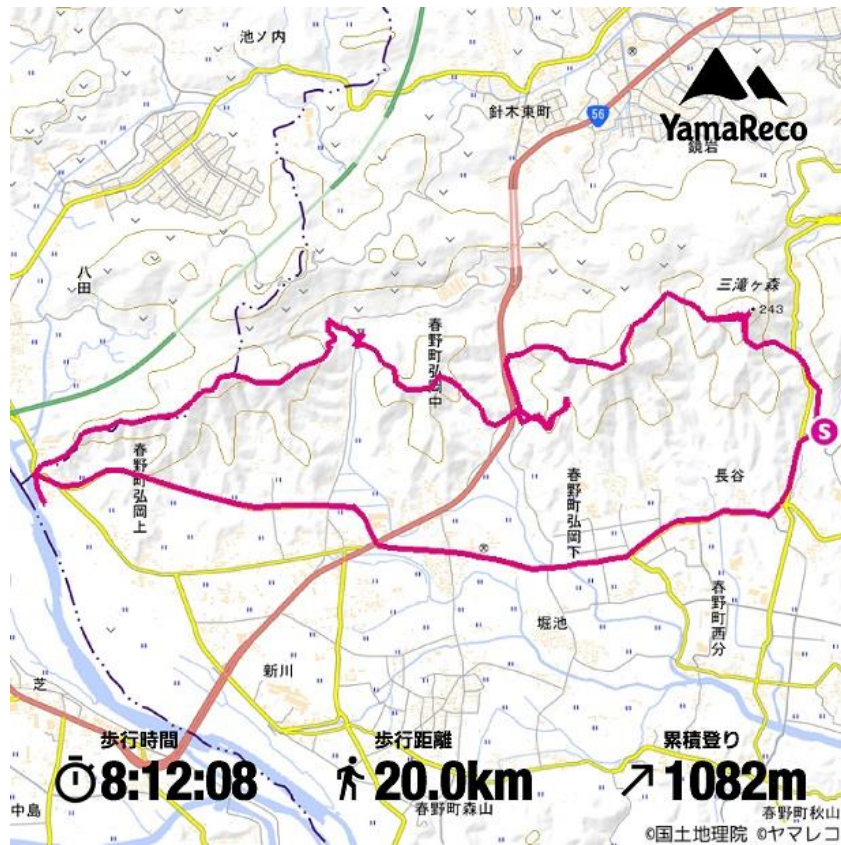 池ノ内
針木東町
56
YamaReco
鏡岩
八田
三滝ヶ森
・243
春野町弘岡中
S
春野町弘岡上
長谷
春野町弘岡下
春野町西分
堀池
新川
芝
歩行時間
歩行距離
累積登り
8:12:08
20.0km
1082m
中島
春野町森山
春野町秋山
©国土地理院 ©ヤマレコ